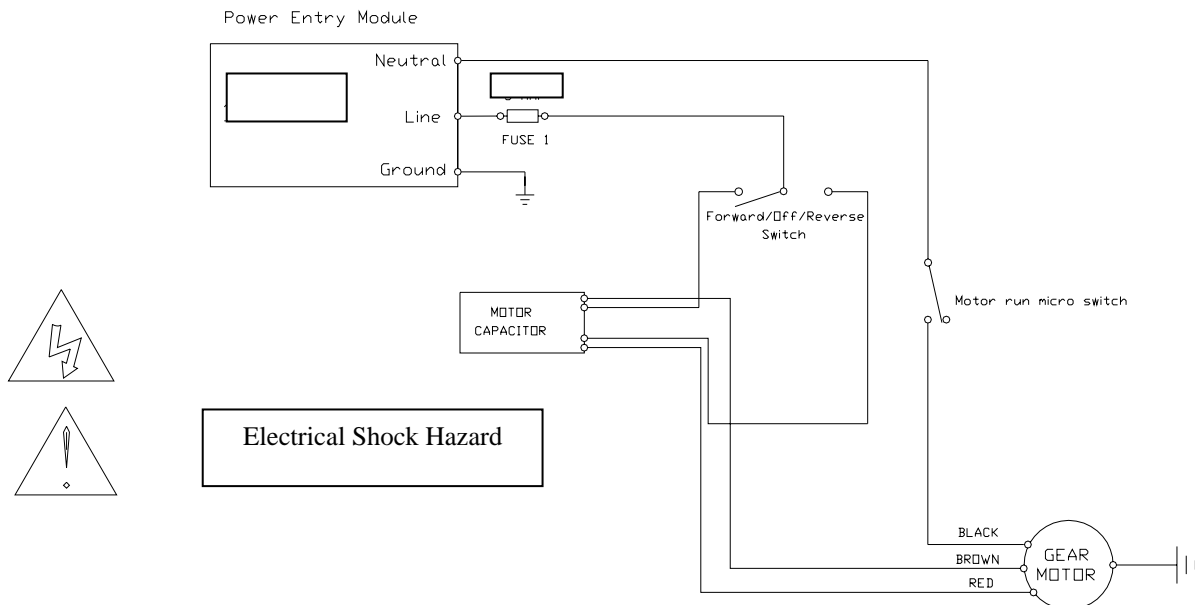 Power Entry Module
Neutral
Line
FUSE 1
Ground
Forward/Off/Reverse
Switch
Motor run micro switch
MOTOR
CAPACITOR
Electrical Shock Hazard
BLACK
BROWN
RED
GEAR
MOTOR